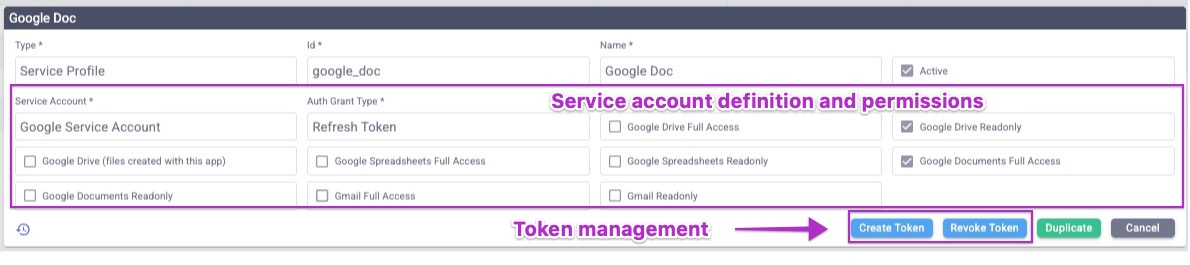 Google Doc
Type * Id * Name *
Service Profile google_doc Google Doc Active
Service Account * Auth Grant Type * Service account definition and permissions
Google Service Account Refresh Token Google Drive Full Access Google Drive Readonly
Google Drive (files created with this app) Google Spreadsheets Full Access Google Spreadsheets Readonly Google Documents Full Access
Google Documents Readonly Gmail Full Access Gmail Readonly
Token management Create Token Revoke Token Duplicate Cancel